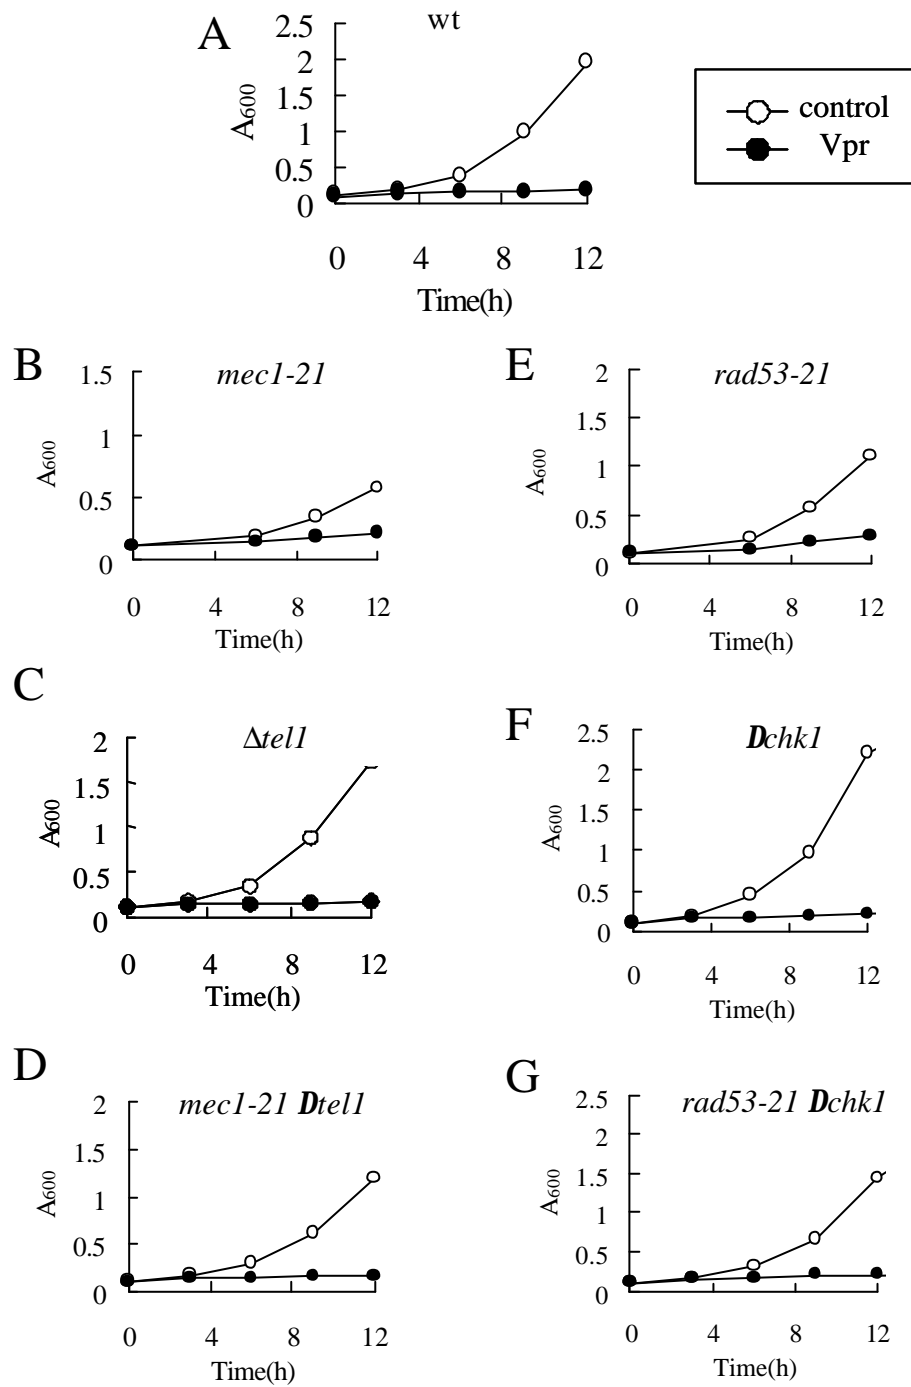 A
wt
2.5
2
1.5
1
0.5
0
A600
0 4 8 12
Time(h)
control
Vpr
B
mec1-21
1.5
1
0.5
0
A600
0 4 8 12
Time(h)
E
rad53-21
2
1.5
1
0.5
0
A600
0 4 8 12
Time(h)
C
Δtel1
2
1.5
1
0.5
0
A600
0 4 8 12
Time(h)
F
Dchk1
2.5
2
1.5
1
0.5
0
A600
0 4 8 12
Time(h)
D
mec1-21 Dtel1
2
1.5
1
0.5
0
A600
0 4 8 12
Time(h)
G
rad53-21 Dchk1
2.5
2
1.5
1
0.5
0
A600
0 4 8 12
Time(h)